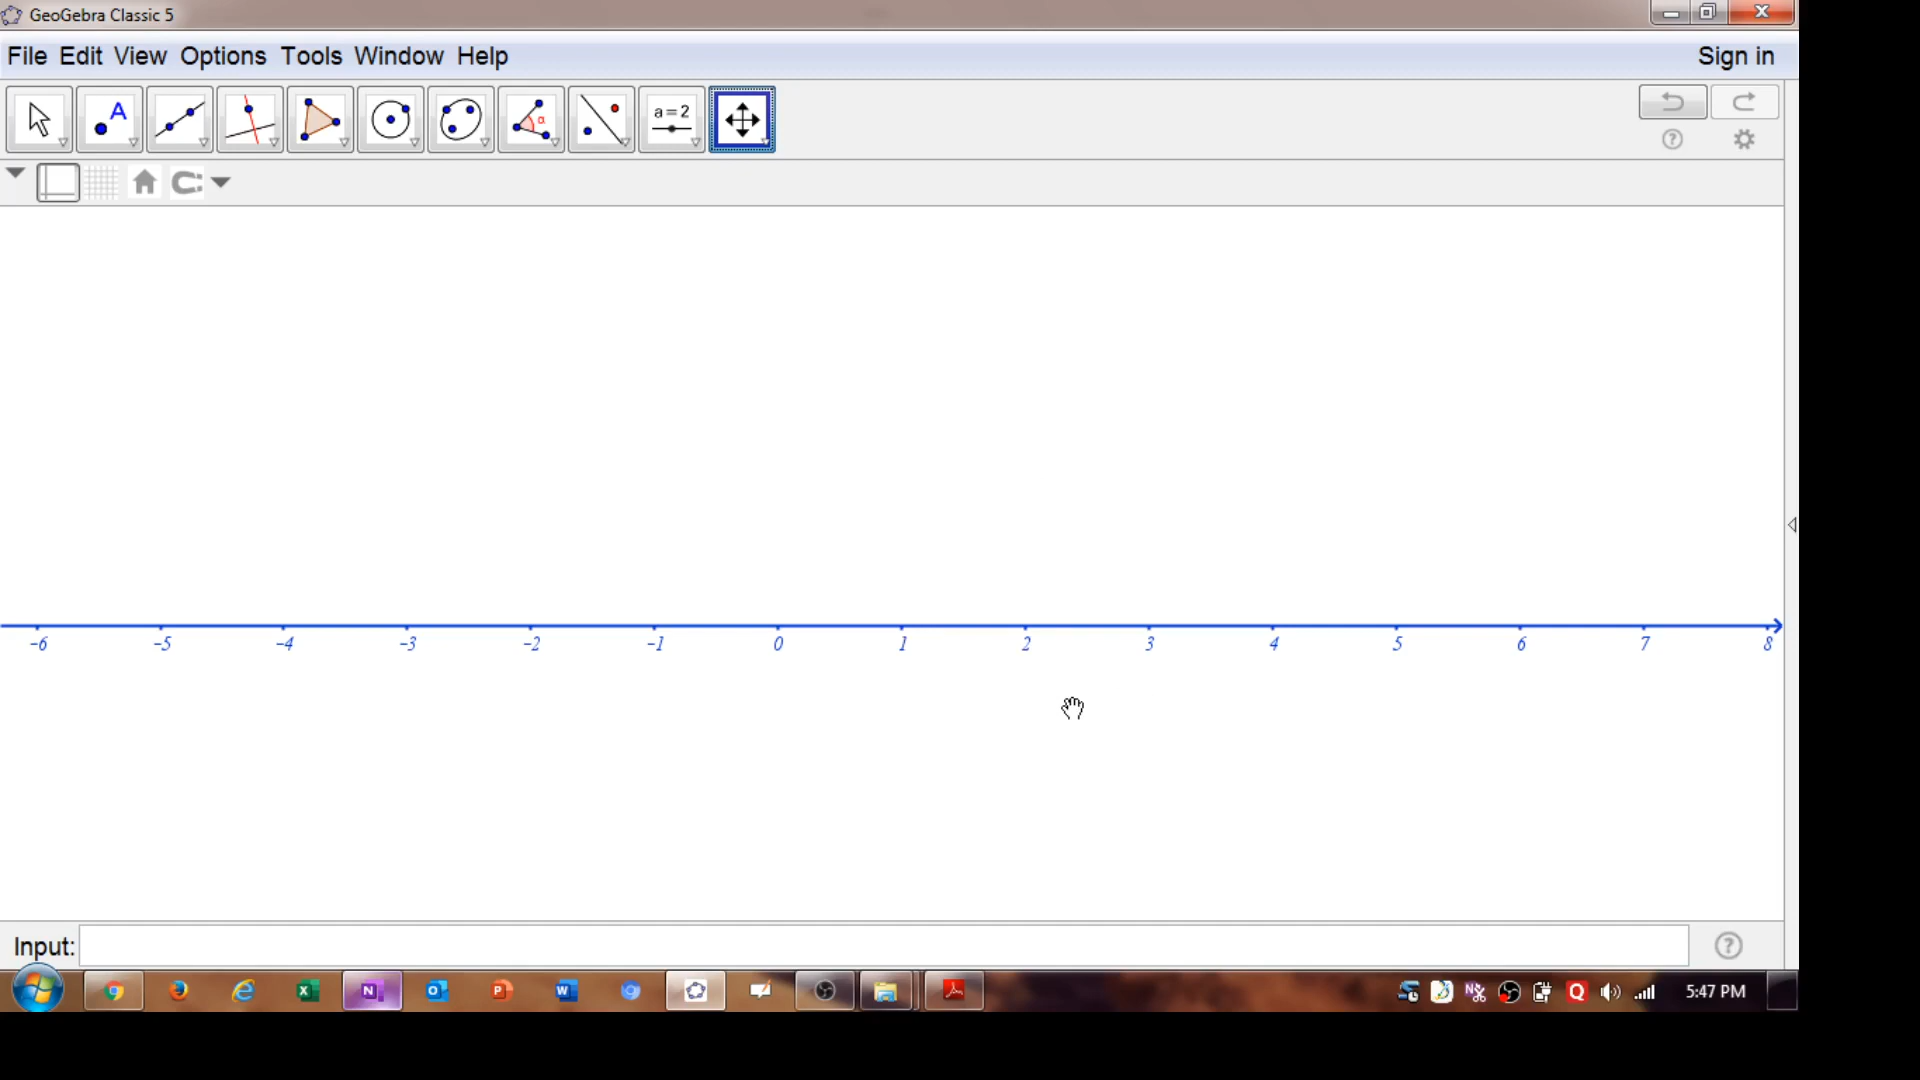 GeoGebra Classic 5
File Edit View Options Tools Window Help Sign in
A α a=2
-6 -5 -4 -3 -2 -1 0 1 2 3 4 5 6 7 8
Input:
5:47 PM